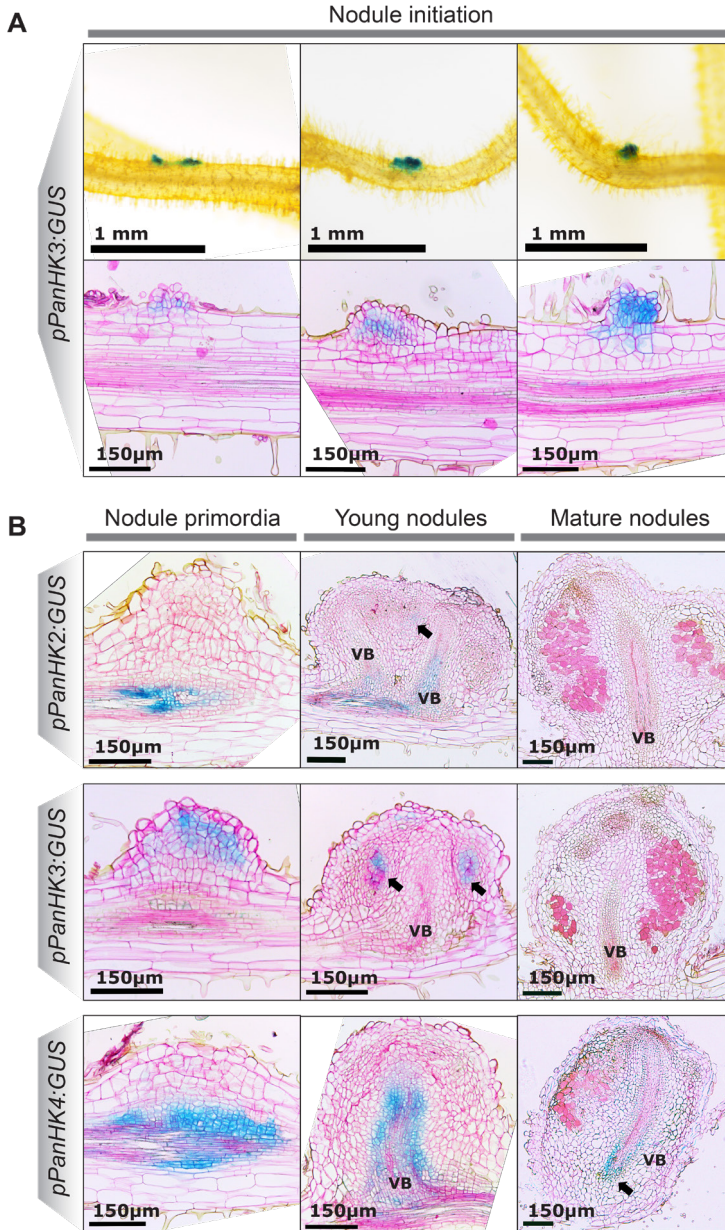 A
Nodule initiation
pPanHK3:GUS
1 mm
1 mm
1 mm
150µm
150µm
150µm
B
Nodule primordia
Young nodules
Mature nodules
pPanHK2:GUS
150µm
VB
VB
150µm
VB
150µm
pPanHK3:GUS
150µm
VB
150µm
VB
150µm
pPanHK4:GUS
150µm
VB
150µm
VB
150µm